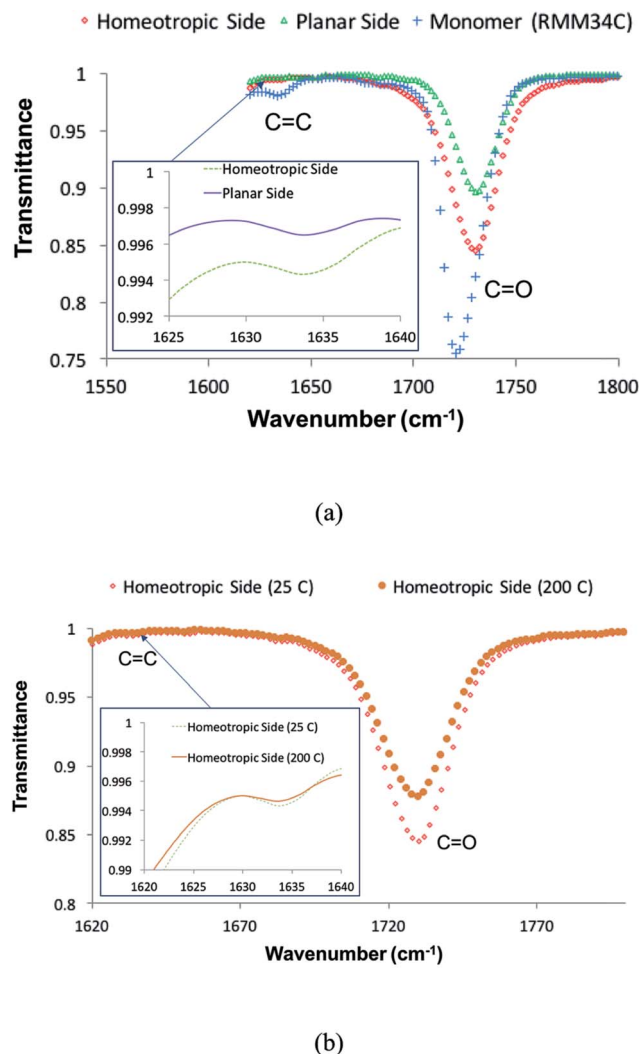 Homeotropic Side Planar Side Monomer (RMM34C)
1
0.95
0.9
0.85
0.8
0.75
Transmittance
C=C
Homeotropic Side
Planar Side
1
0.998
0.996
0.994
0.992
1625 1630 1635 1640
C=O
1550 1600 1650 1700 1750 1800
Wavenumber (cm⁻¹)
(a)
Homeotropic Side (25 C) Homeotropic Side (200 C)
1
0.95
0.9
0.85
0.8
Transmittance
C=C
Homeotropic Side (25 C)
Homeotropic Side (200 C)
1
0.998
0.996
0.994
0.992
0.99
1620 1625 1630 1635 1640
C=O
1620 1670 1720 1770
Wavenumber (cm⁻¹)
(b)